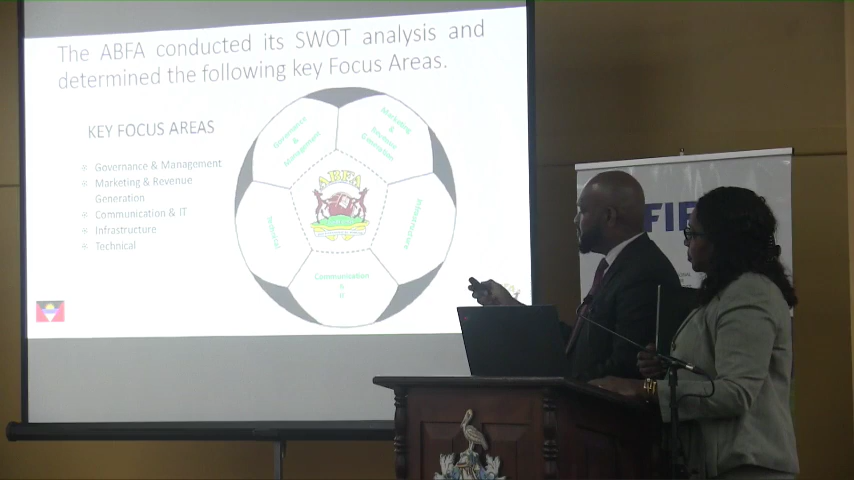 The ABFA conducted its SWOT analysis and
determined the following key Focus Areas.
KEY FOCUS AREAS
Governance & Management
Marketing & Revenue
Generation
Communication & IT
Infrastructure
Technical
Governance
&
Management
Marketing
&
Revenue
Generation
ABFA
Technical
Infrastructure
Communication
&
IT
FIF